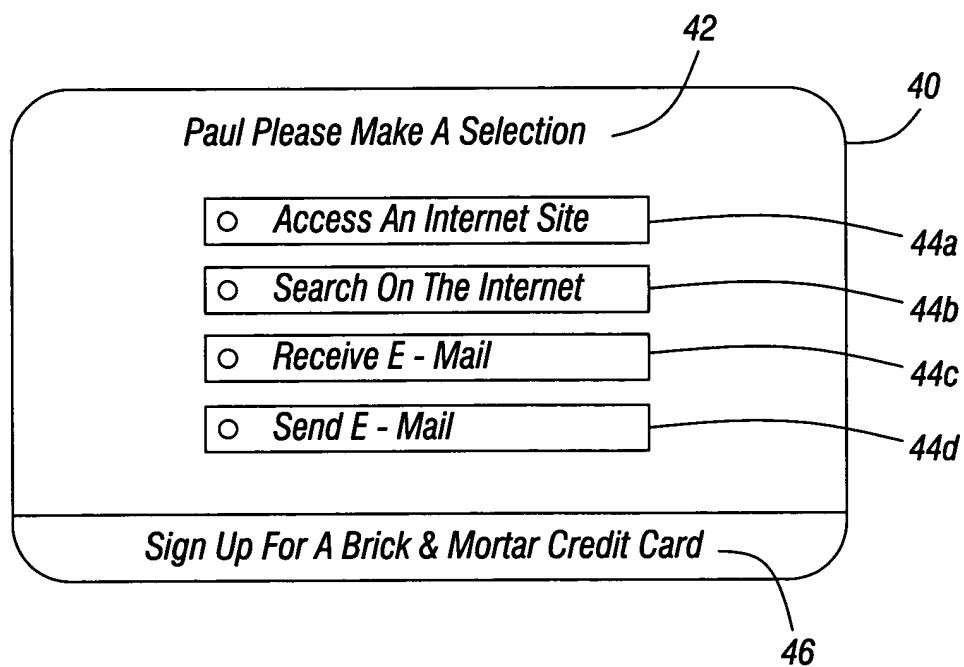 42
40
Paul Please Make A Selection
Access An Internet Site
44a
Search On The Internet
44b
Receive E - Mail
44c
Send E - Mail
44d
Sign Up For A Brick & Mortar Credit Card
46